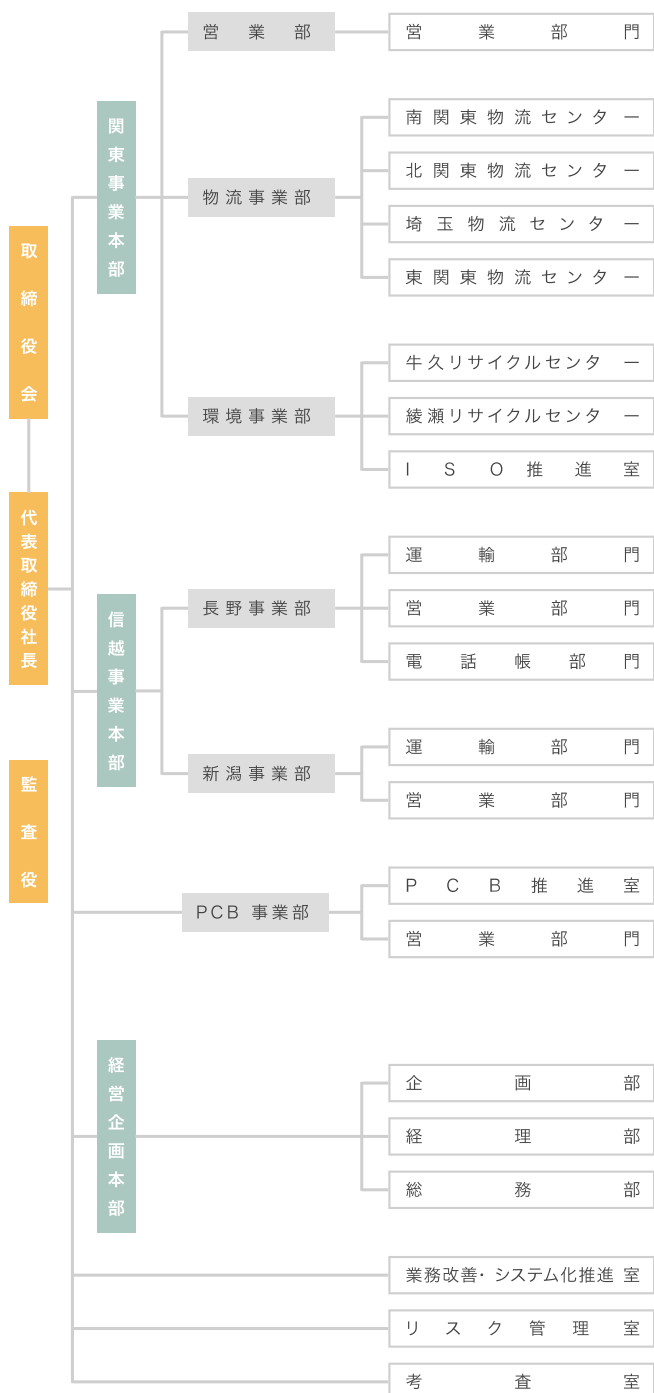 取締役会
代表取締役社長
監査役
関東事業本部
営業部
営業部門
物流事業部
南関東物流センター
北関東物流センター
埼玉物流センター
東関東物流センター
環境事業部
牛久リサイクルセンター
綾瀬リサイクルセンター
ISO推進室
信越事業本部
長野事業部
運輸部門
営業部門
電話帳部門
新潟事業部
運輸部門
営業部門
PCB 事業部
PCB推進室
営業部門
経営企画本部
企画部
経理部
総務部
業務改善・システム化推進室
リスク管理室
考査室